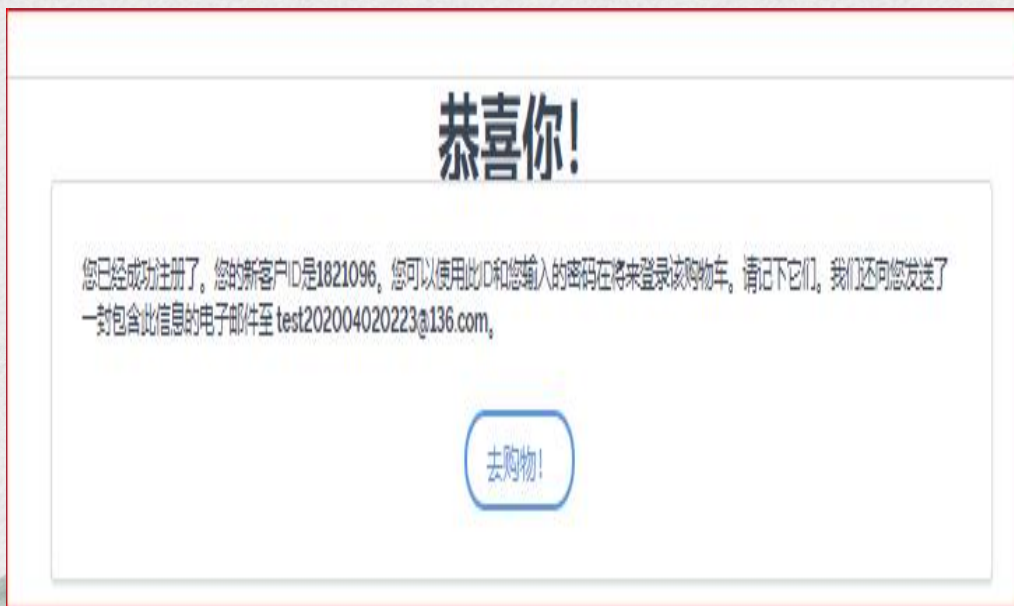 恭喜你！
您已经成功注册了。您的新客户ID是1821096。您可以使用此ID和您输入的密码在将来登录该购物车。请记下它们。我们还向您发送了
一封包含此信息的电子邮件至 test202004020223@136.com。
去购物！